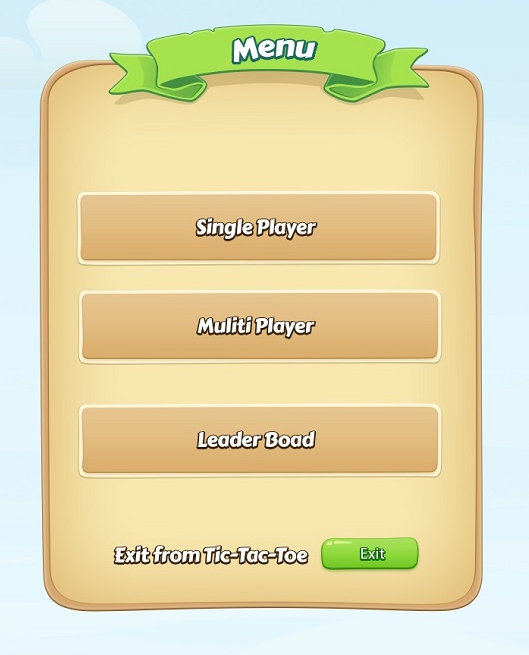 Menu
Single Player
Muliti Player
Leader Boad
Exit from Tic-Tac-Toe Exit